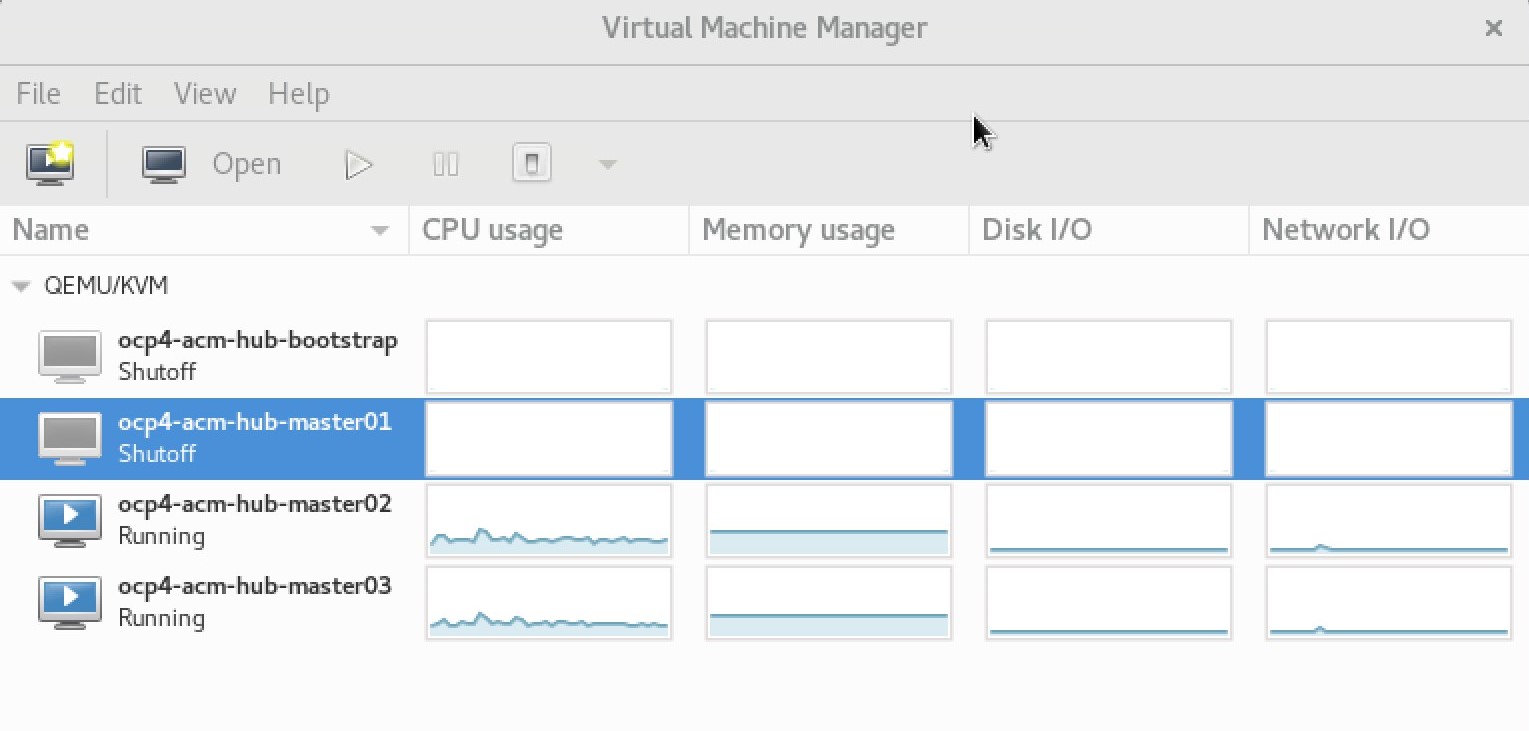 Virtual Machine Manager
File Edit View Help
Open
Name CPU usage Memory usage Disk I/O Network I/O
QEMU/KVM
ocp4-acm-hub-bootstrap
Shutoff
ocp4-acm-hub-master01
Shutoff
ocp4-acm-hub-master02
Running
ocp4-acm-hub-master03
Running